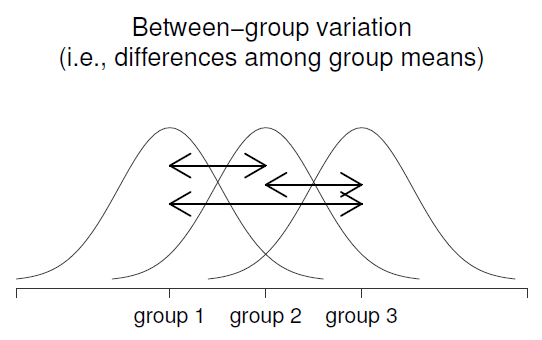 Between−group variation
(i.e., differences among group means)
group 1 group 2 group 3